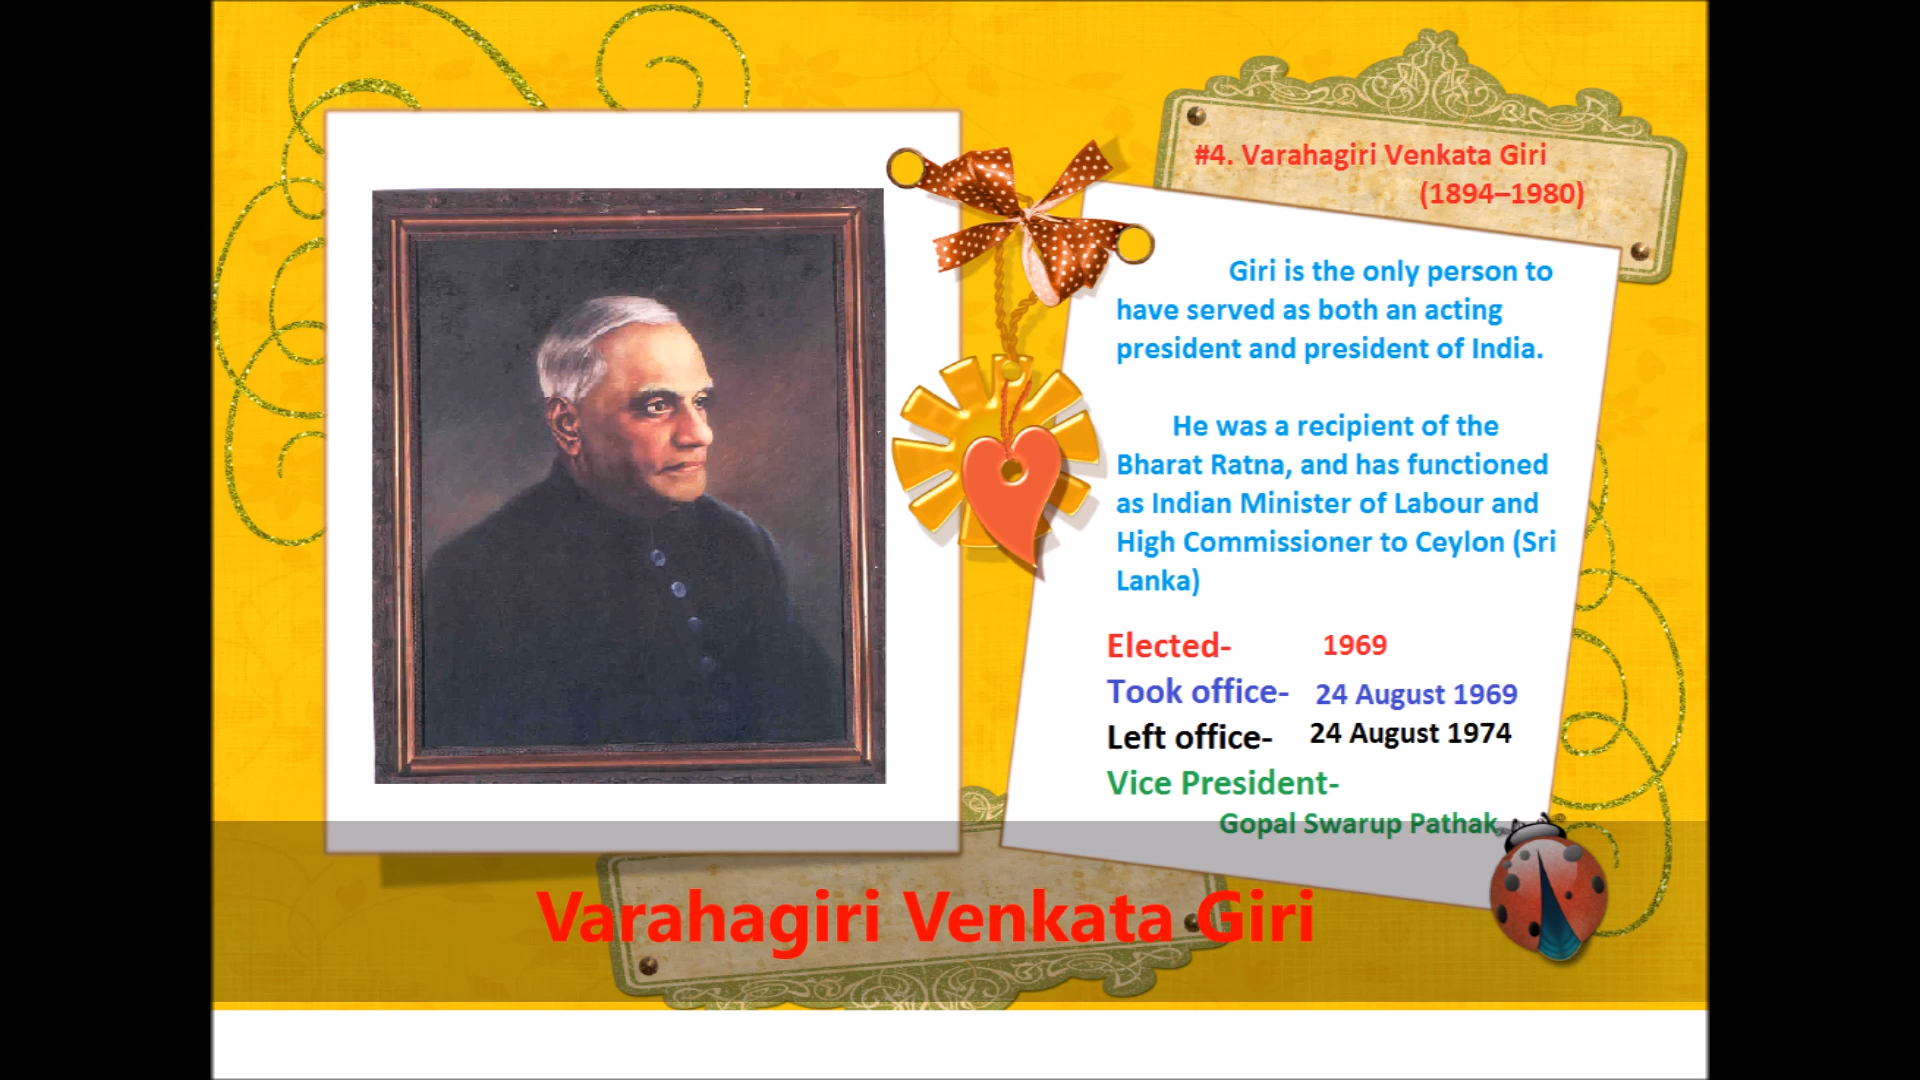 #4. Varahagiri Venkata Giri
(1894–1980)
Giri is the only person to
have served as both an acting
president and president of India.
He was a recipient of the
Bharat Ratna, and has functioned
as Indian Minister of Labour and
High Commissioner to Ceylon (Sri
Lanka)
Elected- 1969
Took office- 24 August 1969
Left office- 24 August 1974
Vice President-
Gopal Swarup Pathak
Varahagiri Venkata Giri